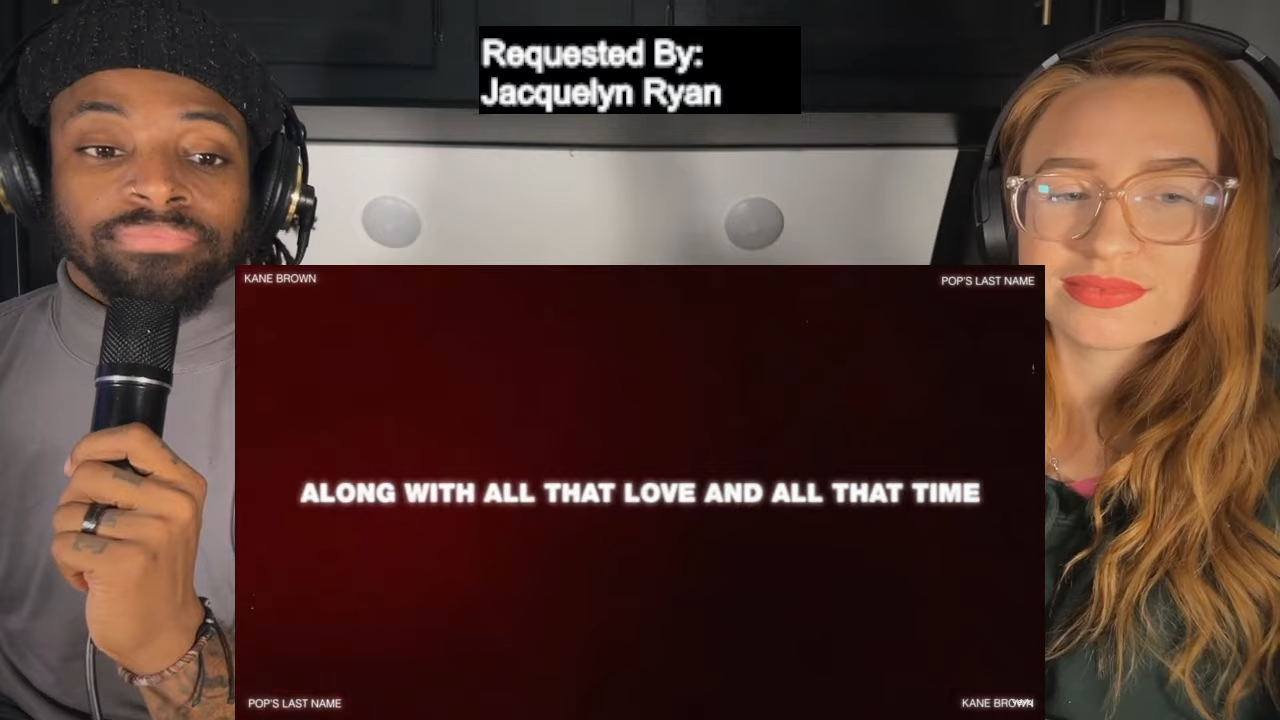 Requested By:
Jacquelyn Ryan
KANE BROWN
POP'S LAST NAME
ALONG WITH ALL THAT LOVE AND ALL THAT TIME
POP'S LAST NAME
KANE BROWN